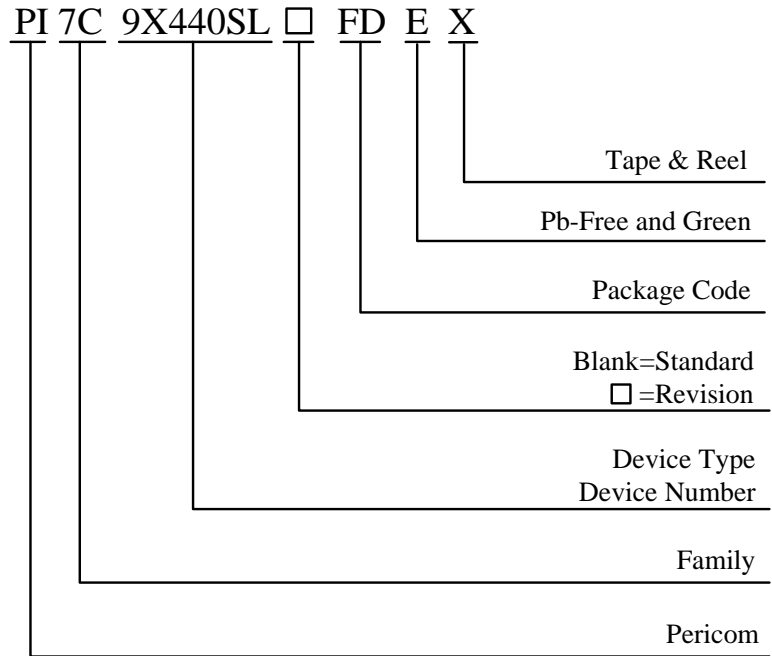 PI 7C 9X440SL □ FD E X
Tape & Reel
Pb-Free and Green
Package Code
Blank=Standard
□ =Revision
Device Type
Device Number
Family
Pericom